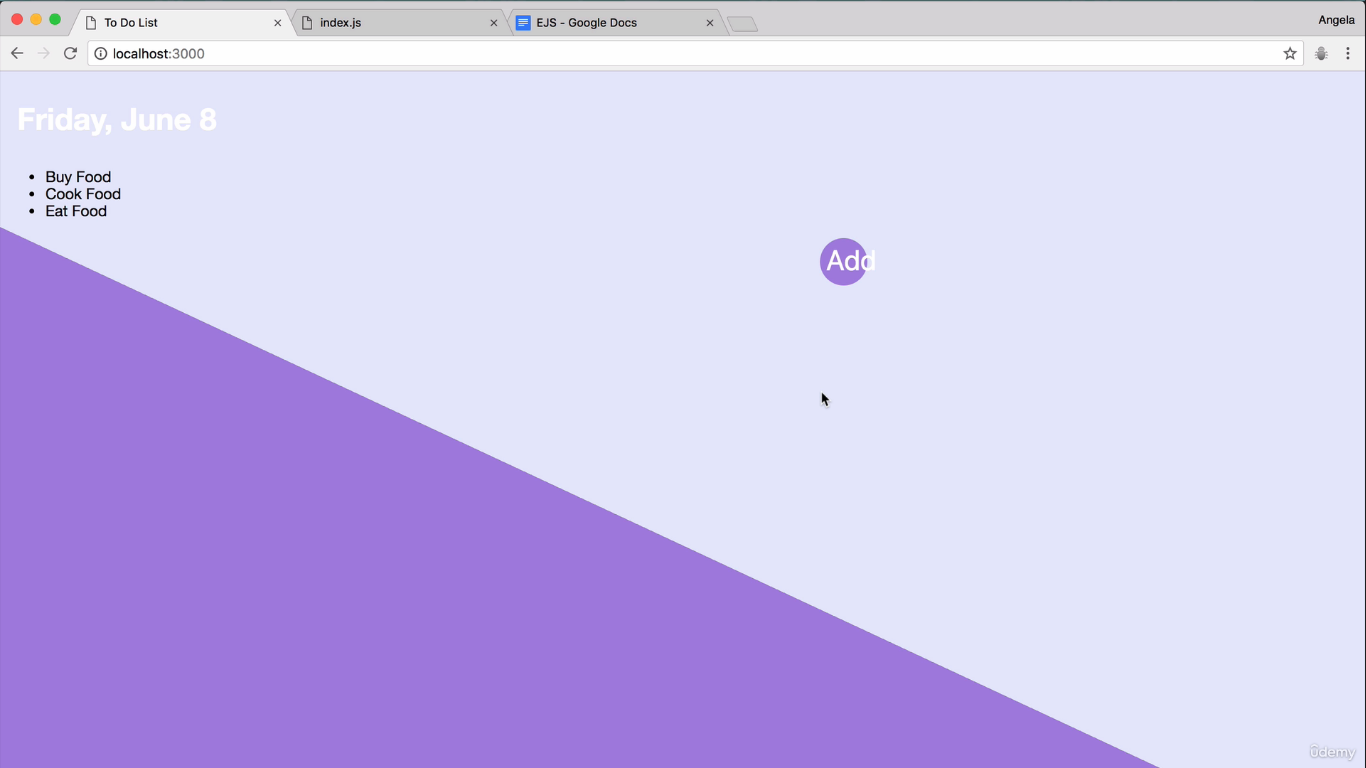 To Do List
index.js
EJS - Google Docs
Angela
localhost:3000
Friday, June 8
Buy Food
Cook Food
Eat Food
Add
ûdemy